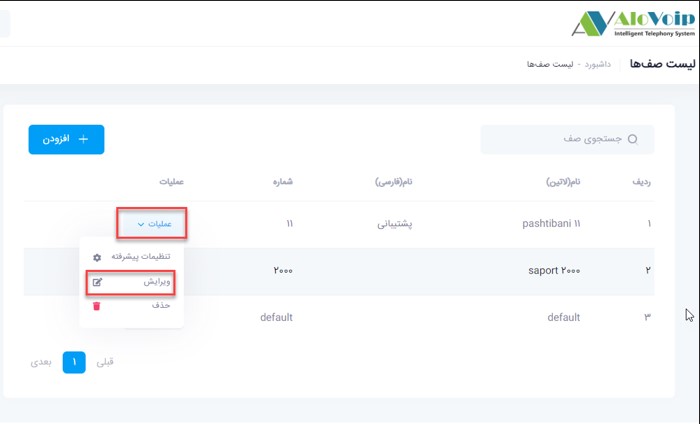 AloVoip
Intelligent Telephony System
لیست صف‌ها داشبورد - لیست صف‌ها
جستجوی صف
افزودن +
ردیف نام(لاتین) نام(فارسی) شماره عملیات
۱ pashtibani ۱۱ پشتیبانی ۱۱ عملیات
تنظیمات پیشرفته
۲ saport ۲۰۰۰ ۲۰۰۰
ویرایش
حذف
۳ default default
قبلی ۱ بعدی